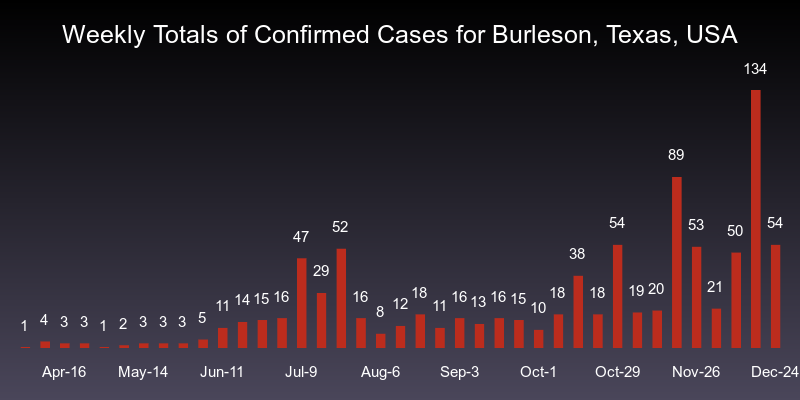 Weekly Totals of Confirmed Cases for Burleson, Texas, USA
1 4 3 3 1 2 3 3 3 5 11 14 15 16 47 29 52 16 8 12 18 11 16 13 16 15 10 18 38 18 54 19 20 89 53 21 50 134 54
Apr-16 May-14 Jun-11 Jul-9 Aug-6 Sep-3 Oct-1 Oct-29 Nov-26 Dec-24